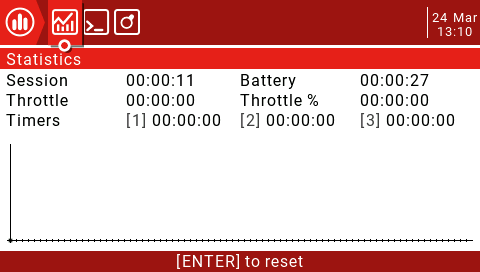 24 Mar
13:10
Statistics
Session 00:00:11 Battery 00:00:27
Throttle 00:00:00 Throttle % 00:00:00
Timers [1] 00:00:00 [2] 00:00:00 [3] 00:00:00
[ENTER] to reset